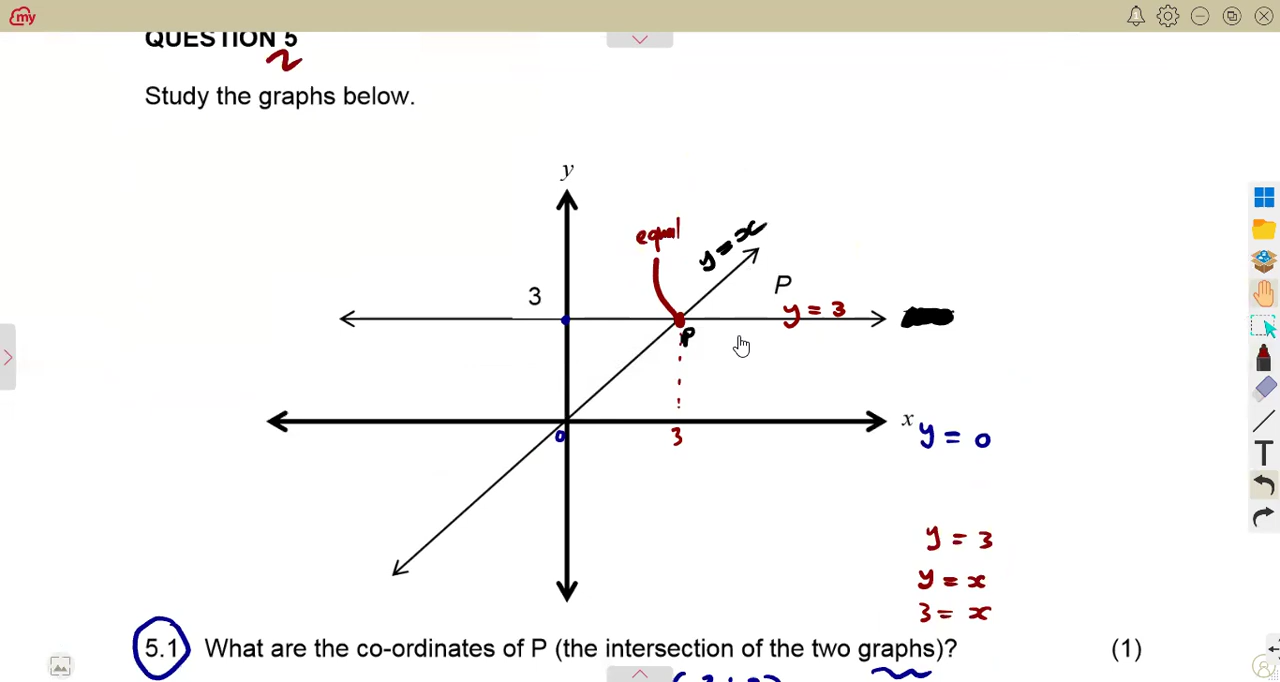 my
QUESTION 5
Study the graphs below.
y
equal
y = x
3
P
y = 3
P
x
y = 0
0
3
y = 3
y = x
3 = x
5.1 What are the co-ordinates of P (the intersection of the two graphs)? (1)